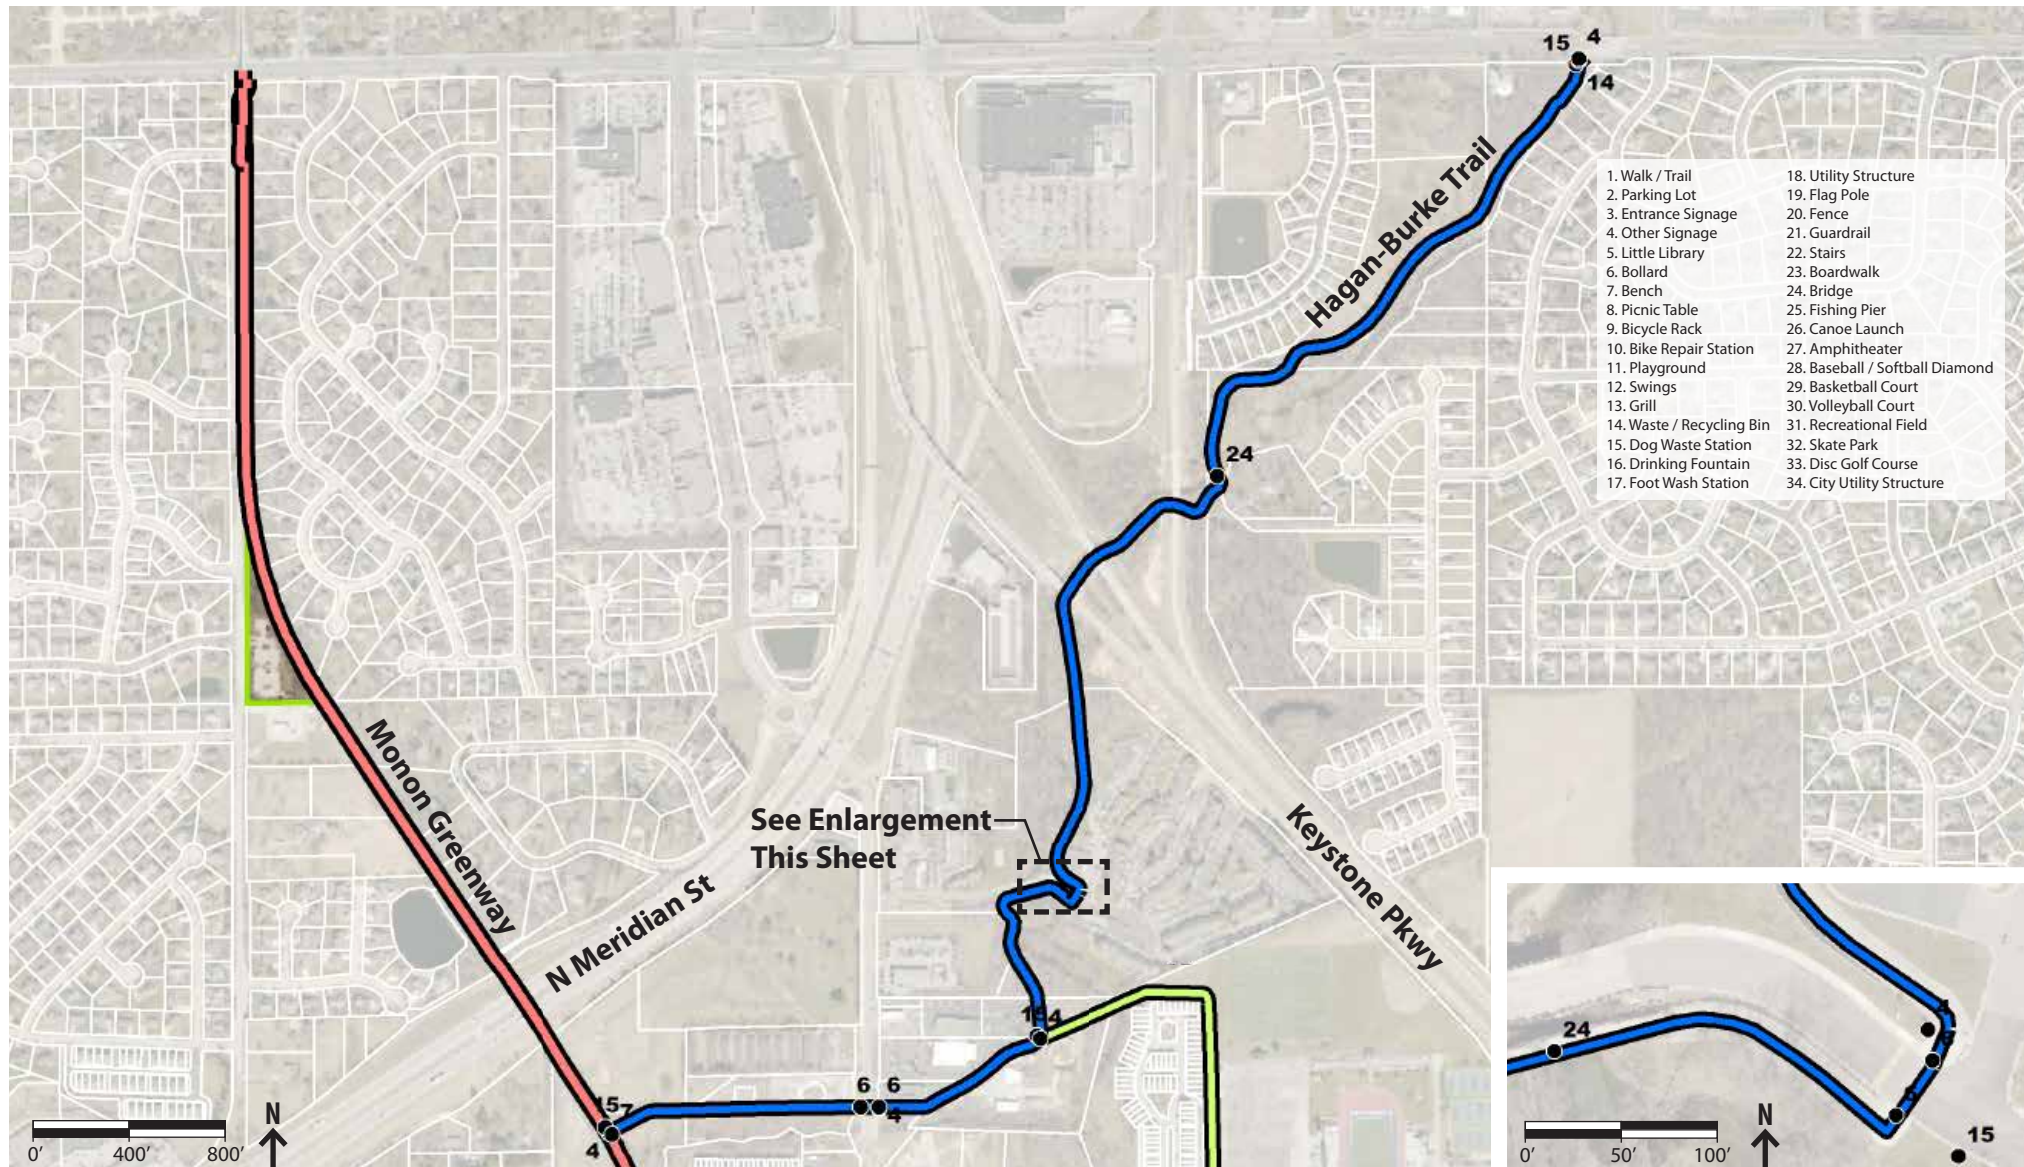 15 4
14
Hagan-Burke Trail
1. Walk / Trail
2. Parking Lot
3. Entrance Signage
4. Other Signage
5. Little Library
6. Bollard
7. Bench
8. Picnic Table
9. Bicycle Rack
10. Bike Repair Station
11. Playground
12. Swings
13. Grill
14. Waste / Recycling Bin
15. Dog Waste Station
16. Drinking Fountain
17. Foot Wash Station
18. Utility Structure
19. Flag Pole
20. Fence
21. Guardrail
22. Stairs
23. Boardwalk
24. Bridge
25. Fishing Pier
26. Canoe Launch
27. Amphitheater
28. Baseball / Softball Diamond
29. Basketball Court
30. Volleyball Court
31. Recreational Field
32. Skate Park
33. Disc Golf Course
34. City Utility Structure
24
Monon Greenway
See Enlargement
This Sheet
Keystone Pkwy
N Meridian St
6 6
4
7
4
N
0' 400' 800'
24
15
N
0' 50' 100'